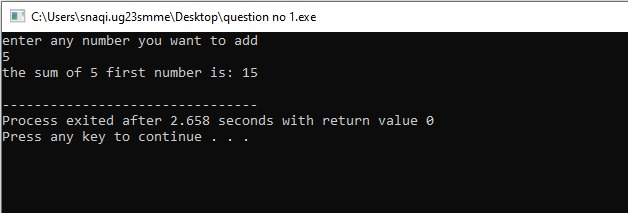 C:\Users\snaqi.ug23smme\Desktop\question no 1.exe
enter any number you want to add
5
the sum of 5 first number is: 15
--------------------------------
Process exited after 2.658 seconds with return value 0
Press any key to continue . . .